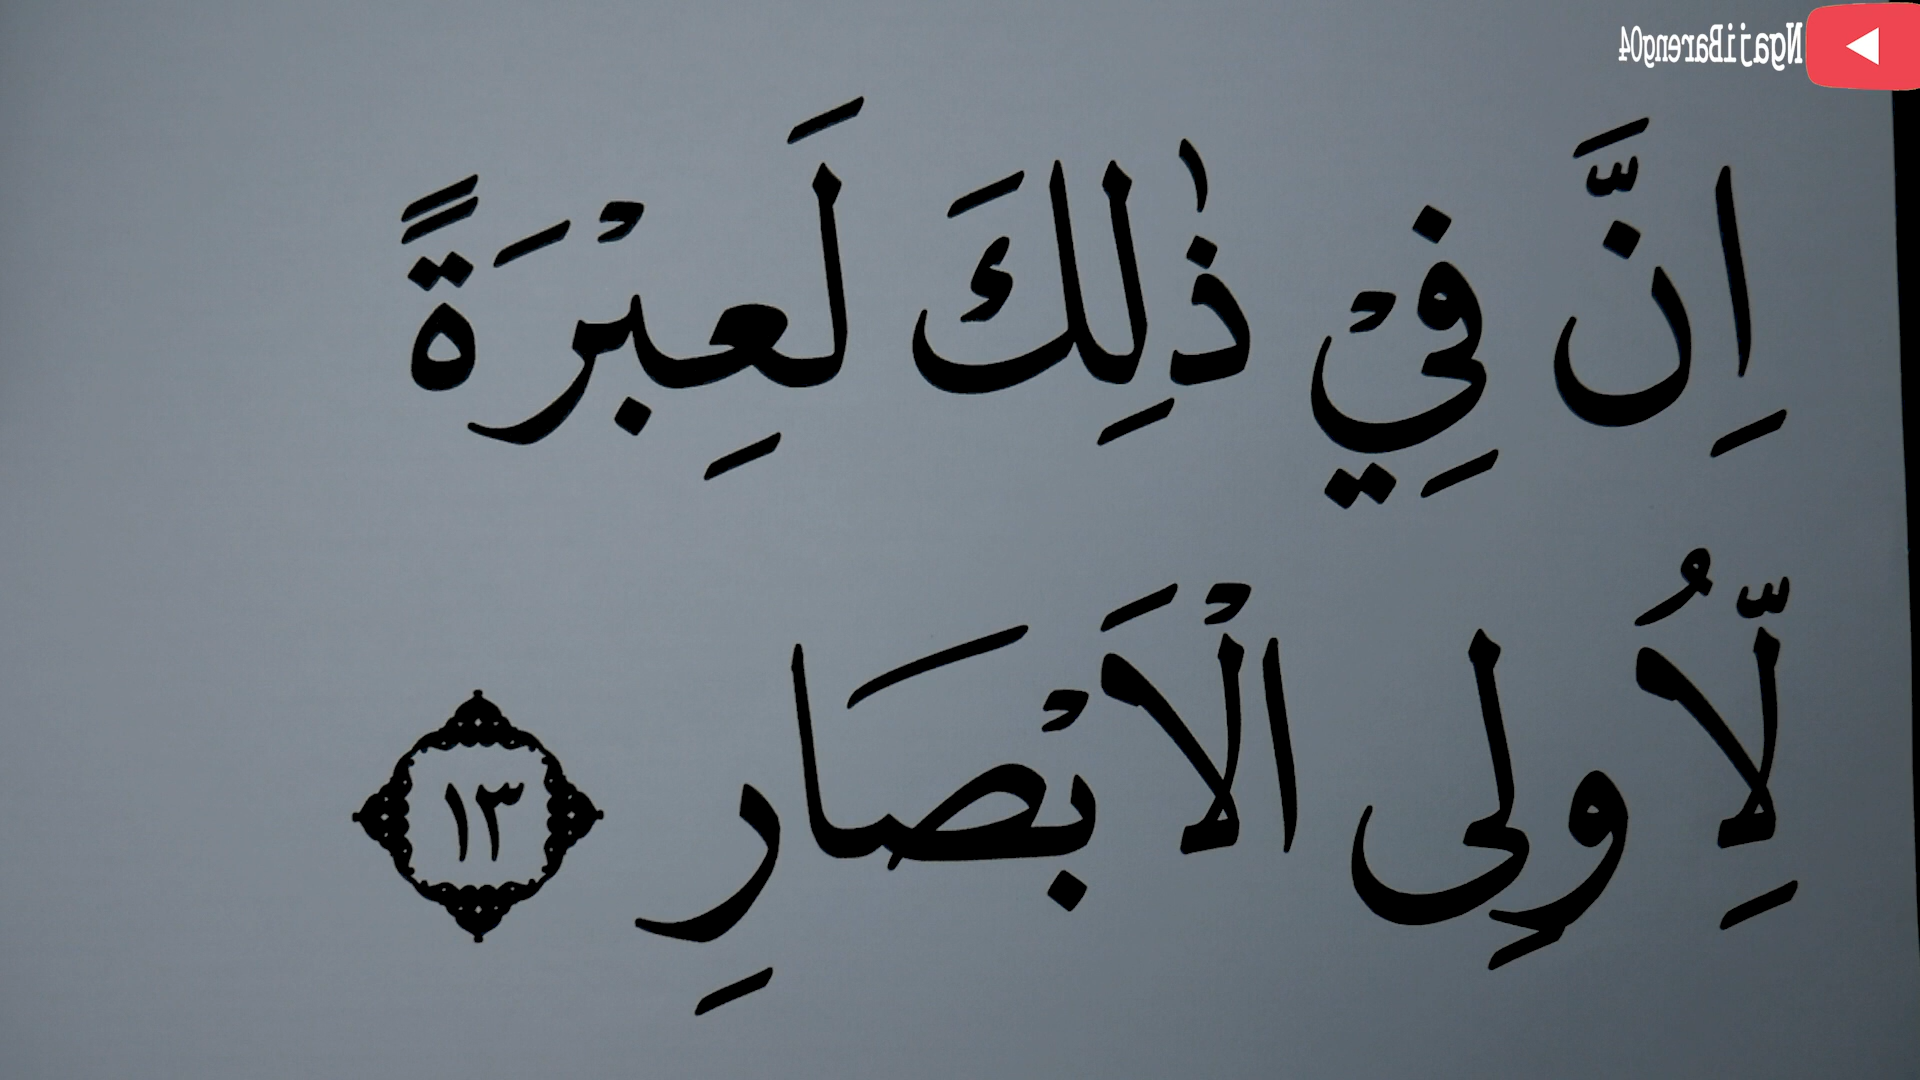 NgajiBareng04
اِنَّ فِيْ ذٰلِكَ لَعِبْرَةً
لِّاُولِى الْاَبْصَارِ ١٣